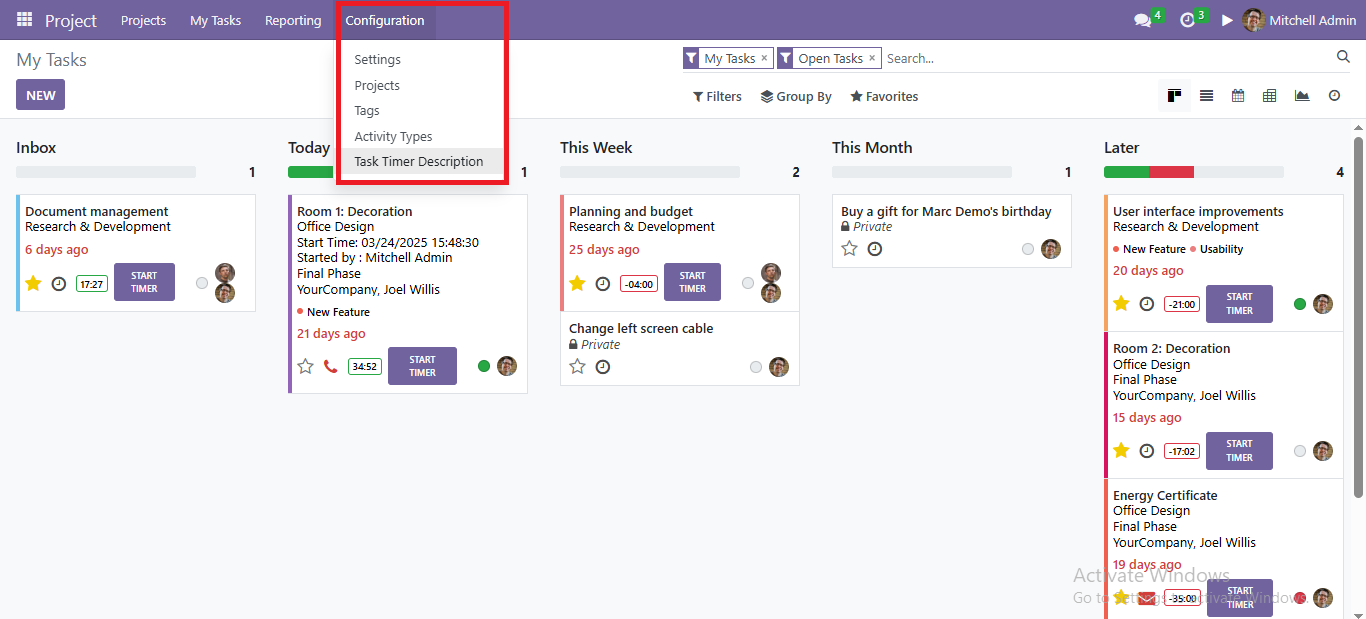 Project Projects My Tasks Reporting Configuration 4 3 Mitchell Admin
My Tasks
My Tasks × Open Tasks × Search...
NEW
Filters Group By Favorites
Settings
Projects
Tags
Activity Types
Task Timer Description
Inbox
1
Document management
Research & Development
6 days ago
17:27 START TIMER
Today
1
Room 1: Decoration
Office Design
Start Time: 03/24/2025 15:48:30
Started by : Mitchell Admin
Final Phase
YourCompany, Joel Willis
New Feature
21 days ago
34:52 START TIMER
This Week
2
Planning and budget
Research & Development
25 days ago
-04:00 START TIMER
Change left screen cable
Private
This Month
1
Buy a gift for Marc Demo's birthday
Private
Later
4
User interface improvements
Research & Development
New Feature Usability
20 days ago
-21:00 START TIMER
Room 2: Decoration
Office Design
Final Phase
YourCompany, Joel Willis
15 days ago
-17:02 START TIMER
Energy Certificate
Office Design
Final Phase
YourCompany, Joel Willis
19 days ago
-35:00 START TIMER
Activate Windows
Go to Settings to activate Windows.